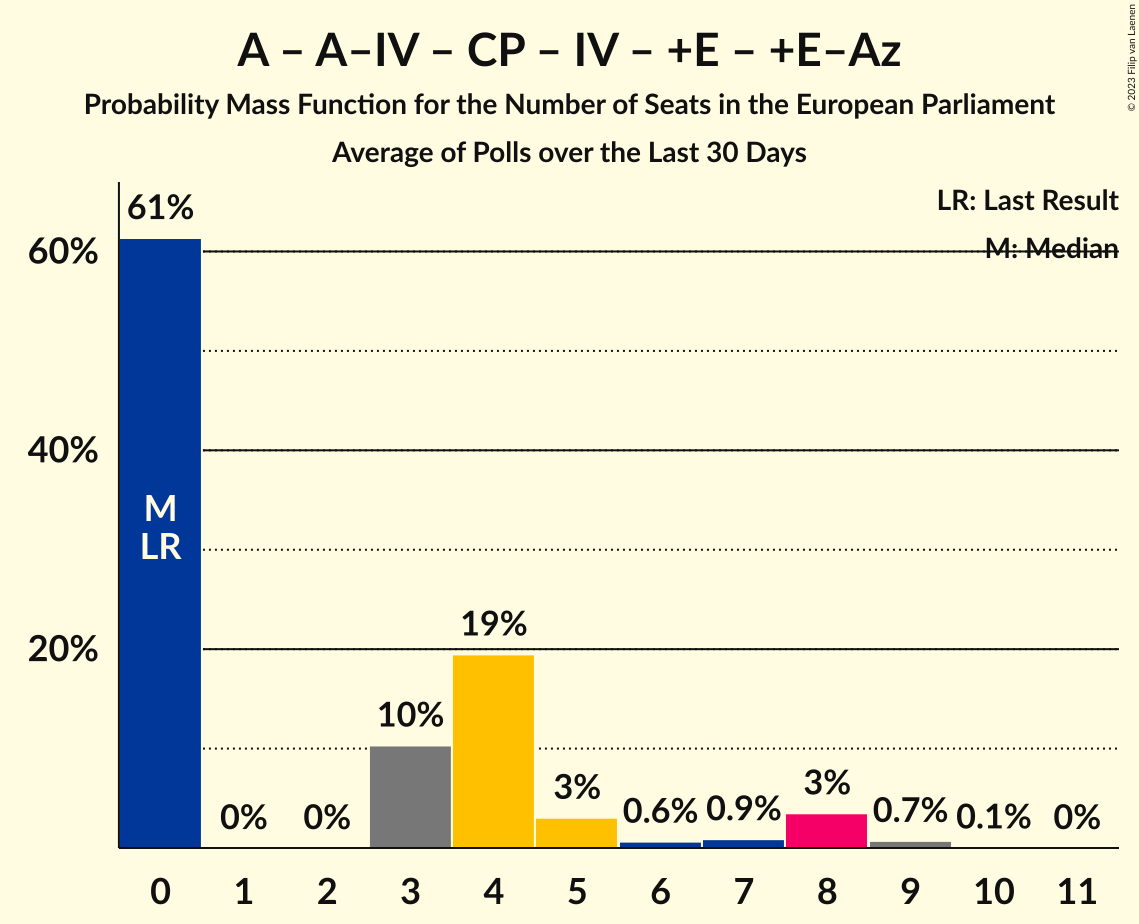 A – A–IV – CP – IV – +E – +E–Az
Probability Mass Function for the Number of Seats in the European Parliament
Average of Polls over the Last 30 Days
© 2023 Filip van Laenen
LR: Last Result
M: Median
61%
60%
40%
20%
M
LR
0%
0%
10%
19%
3%
0.6%
0.9%
3%
0.7%
0.1%
0%
0 1 2 3 4 5 6 7 8 9 10 11